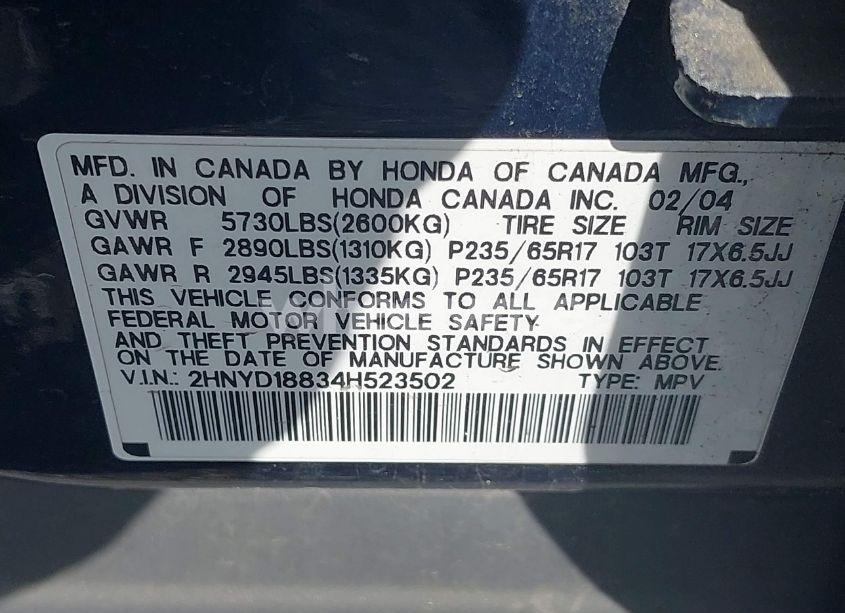 MFD. IN CANADA BY HONDA OF CANADA MFG.,
A DIVISION OF HONDA CANADA INC. 02/04
GVWR 5730LBS(2600KG) TIRE SIZE RIM SIZE
GAWR F 2890LBS(1310KG) P235/65R17 103T 17X6.5JJ
GAWR R 2945LBS(1335KG) P235/65R17 103T 17X6.5JJ
THIS VEHICLE CONFORMS TO ALL APPLICABLE
FEDERAL MOTOR VEHICLE SAFETY
AND THEFT PREVENTION STANDARDS IN EFFECT
ON THE DATE OF MANUFACTURE SHOWN ABOVE.
V.I.N.: 2HNYD18834H523502 TYPE: MPV